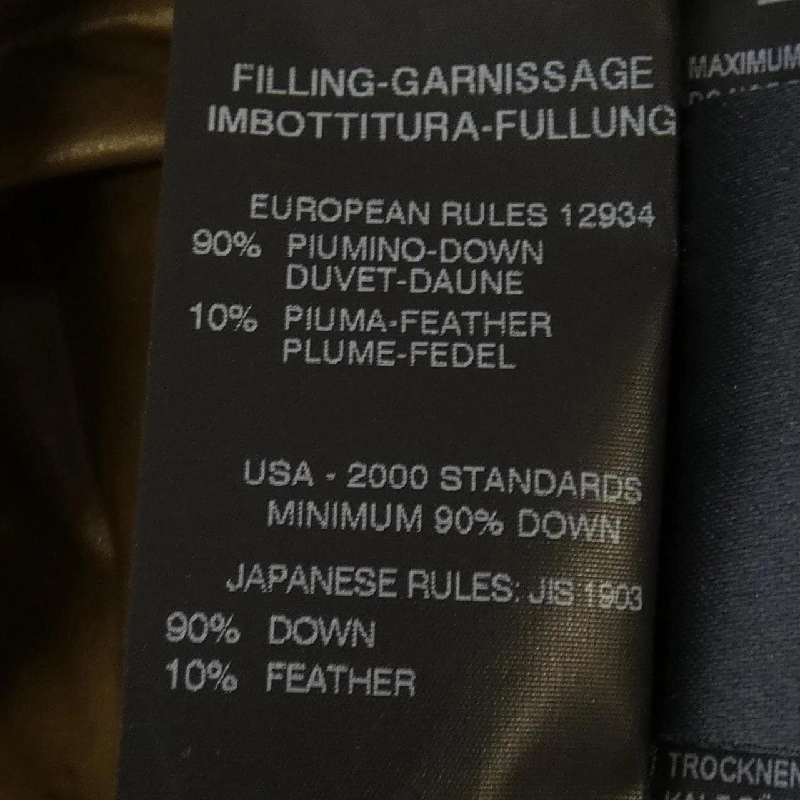 FILLING-GARNISSAGE
IMBOTTITURA-FULLUNG
EUROPEAN RULES 12934
90% PIUMINO-DOWN
DUVET-DAUNE
10% PIUMA-FEATHER
PLUME-FEDEL
USA - 2000 STANDARDS
MINIMUM 90% DOWN
JAPANESE RULES: JIS 1903
90% DOWN
10% FEATHER
MAXIMUM
TROCKNEN